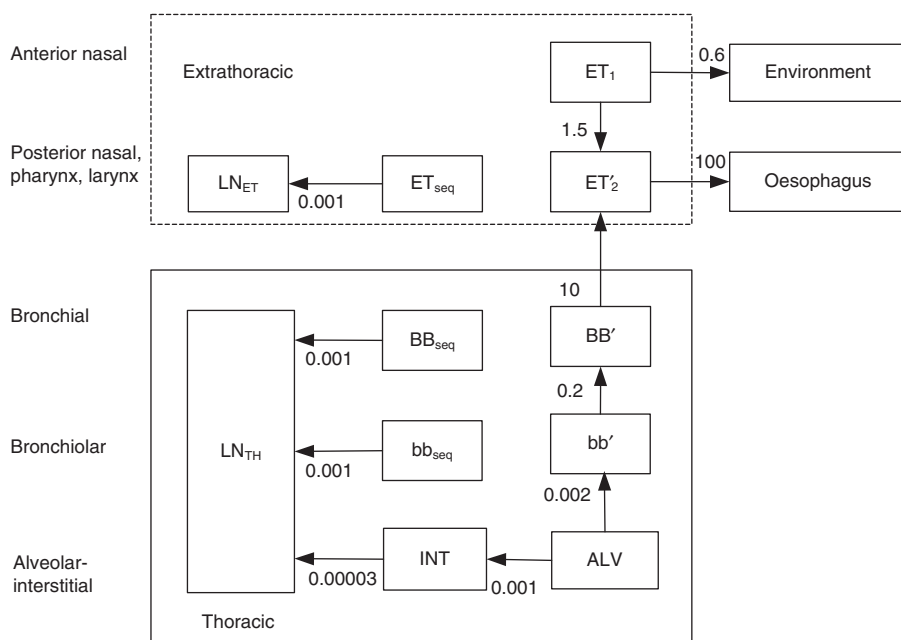 Anterior nasal
Extrathoracic
ET₁
0.6
Environment
1.5
Posterior nasal,
pharynx, larynx
LN_ET
0.001
ET_seq
ET′₂
100
Oesophagus
10
Bronchial
LN_TH
0.001
BB_seq
BB′
0.2
Bronchiolar
0.001
bb_seq
bb′
0.002
Alveolar-
interstitial
0.00003
INT
0.001
ALV
Thoracic